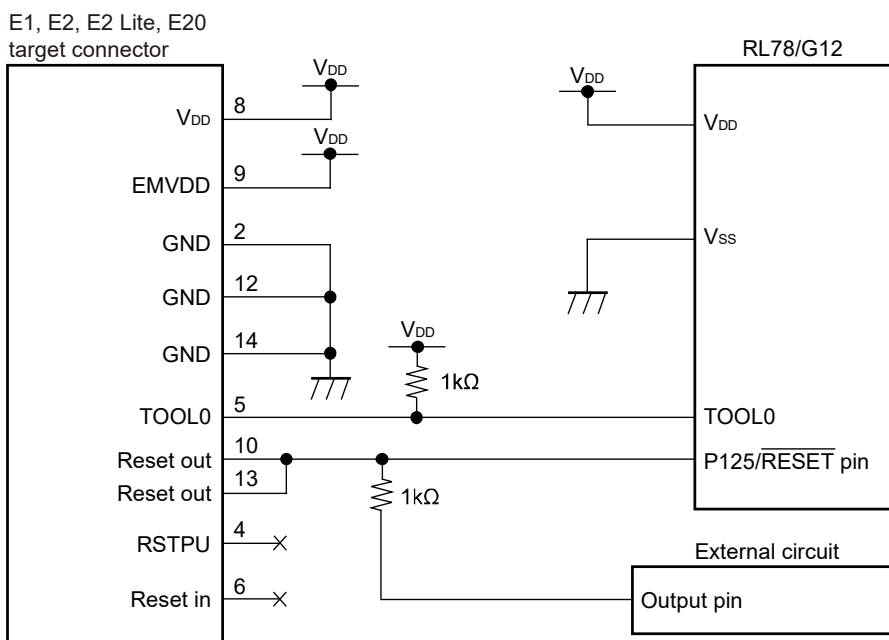 E1, E2, E2 Lite, E20
target connector
RL78/G12
VDD
VDD
8
VDD
VDD
VDD
9
EMVDD
2
GND
VSS
12
GND
14
GND
VDD
1kΩ
5
TOOL0
TOOL0
10
Reset out
P125/RESET pin
13
Reset out
1kΩ
4
RSTPU
External circuit
6
Reset in
Output pin